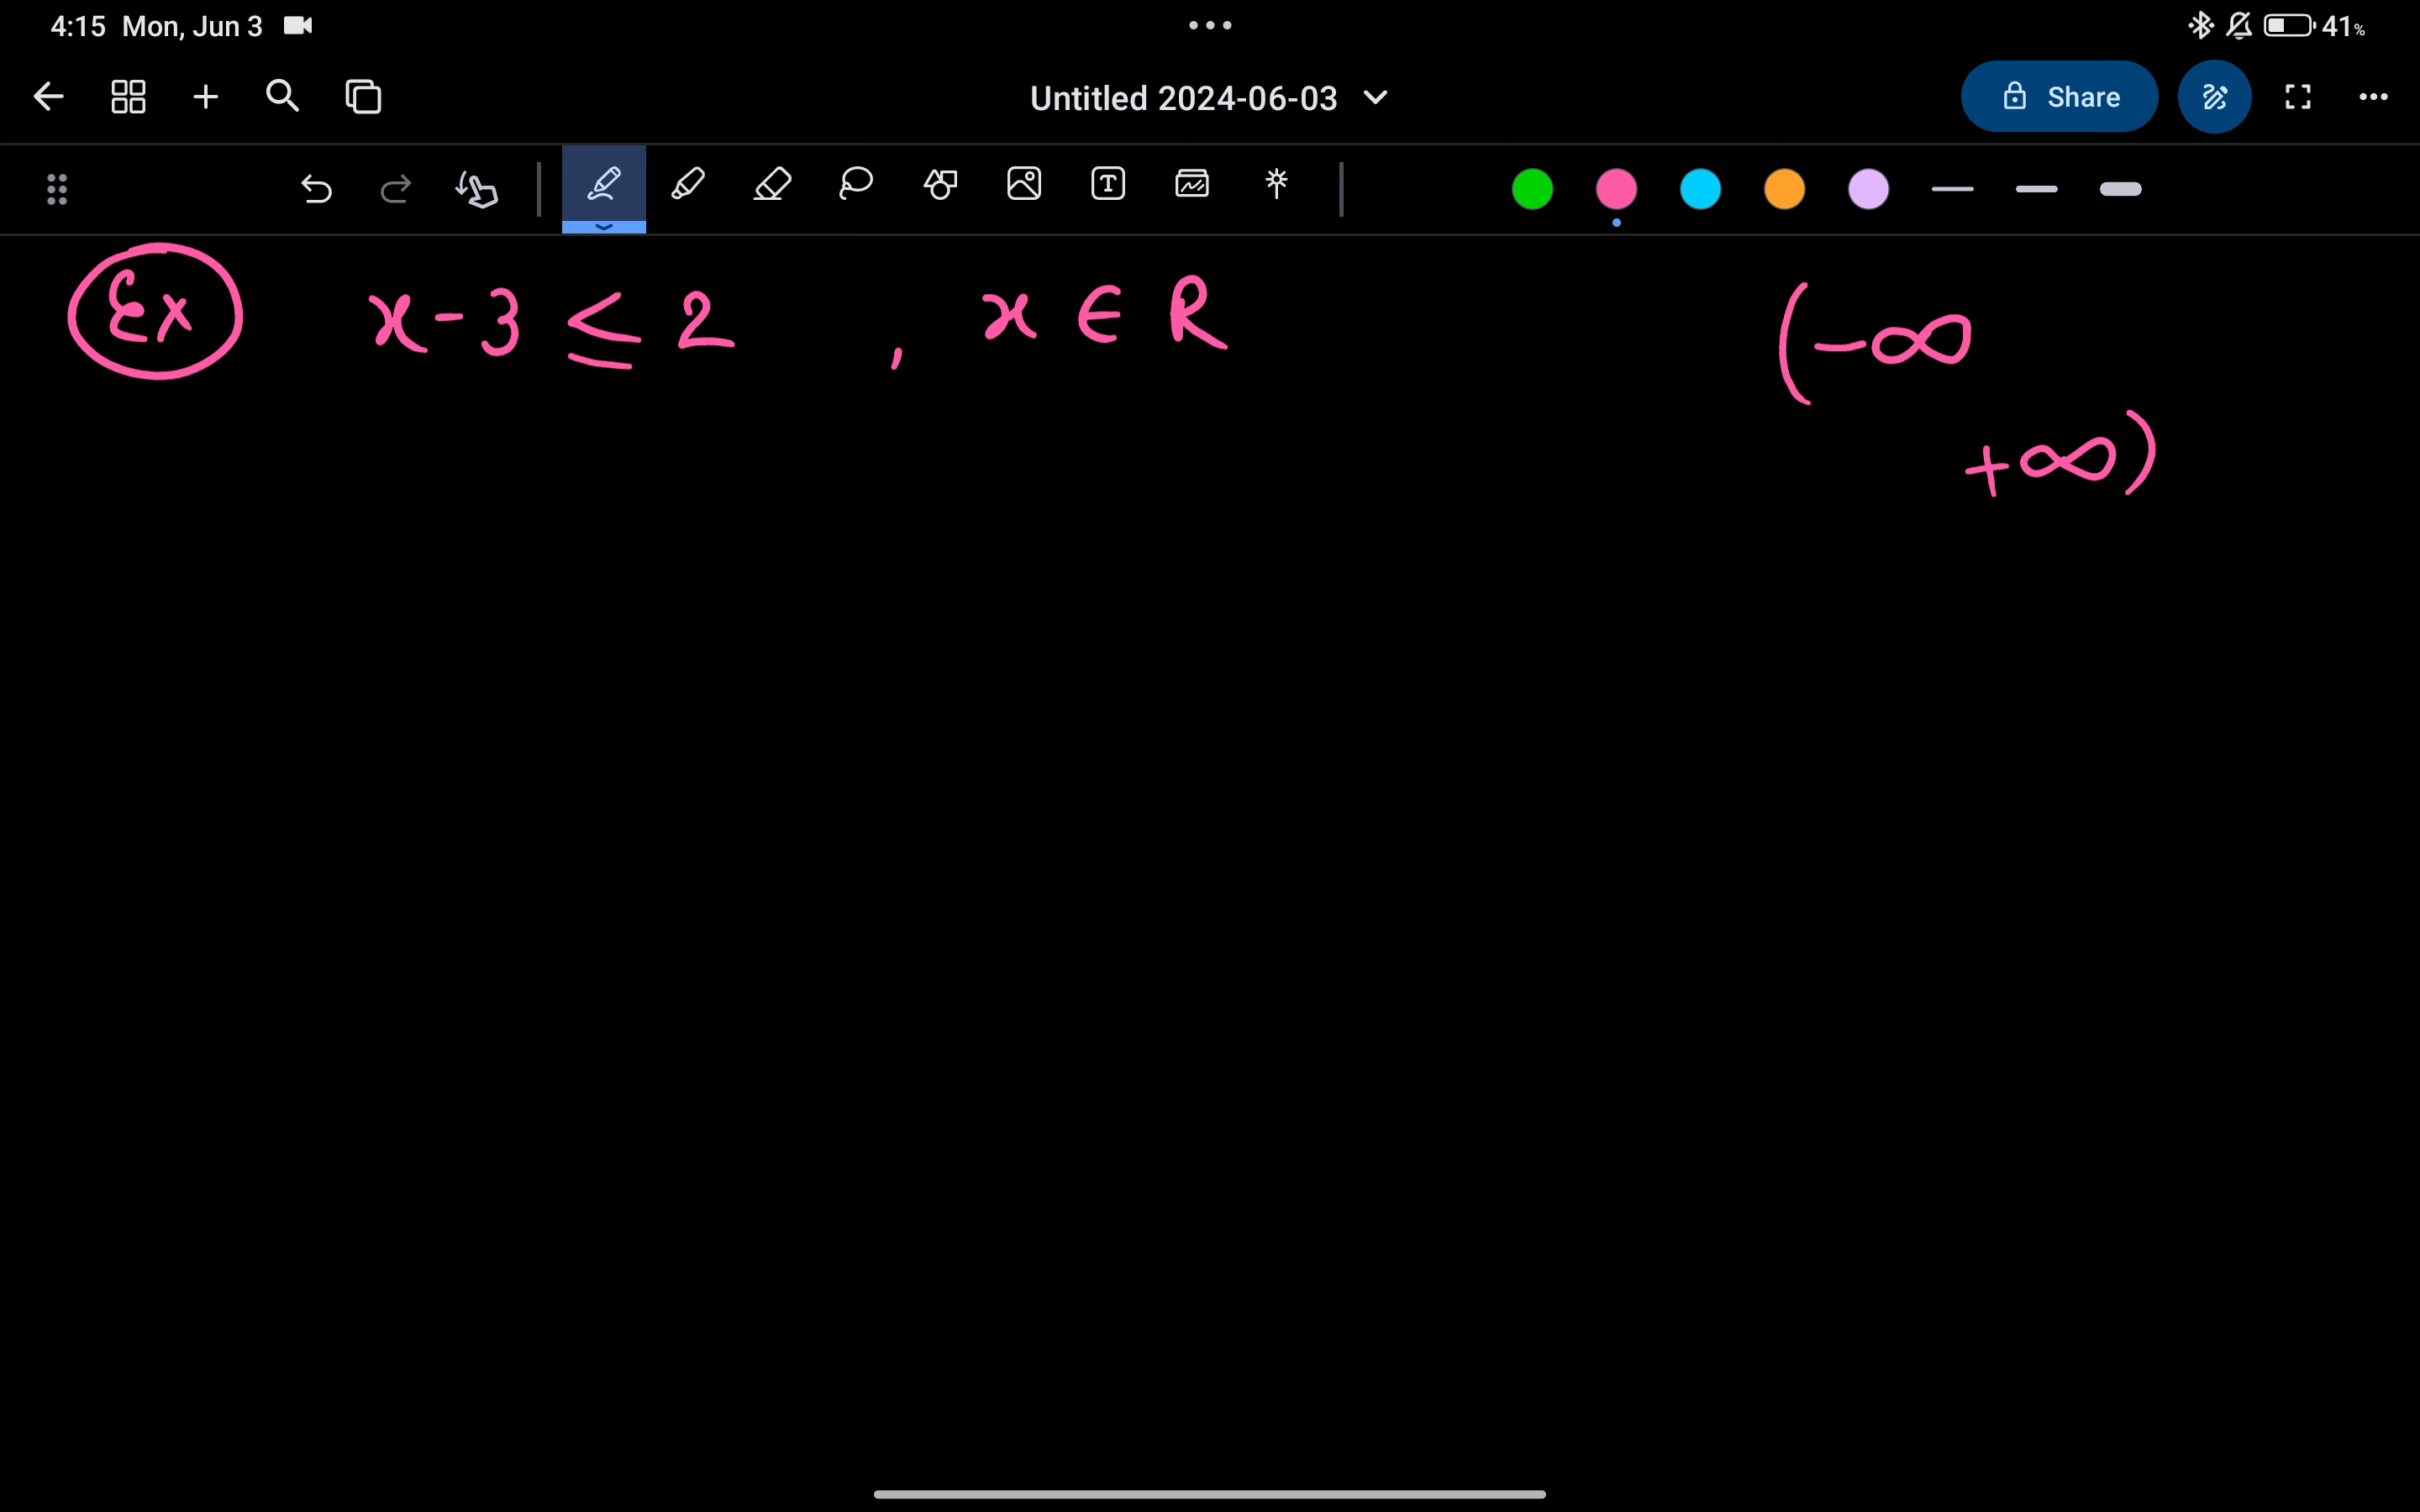 4:15 Mon, Jun 3 41%
Untitled 2024-06-03 Share
T
Ex x-3 ≤ 2 , x ∈ R (-∞
+∞)